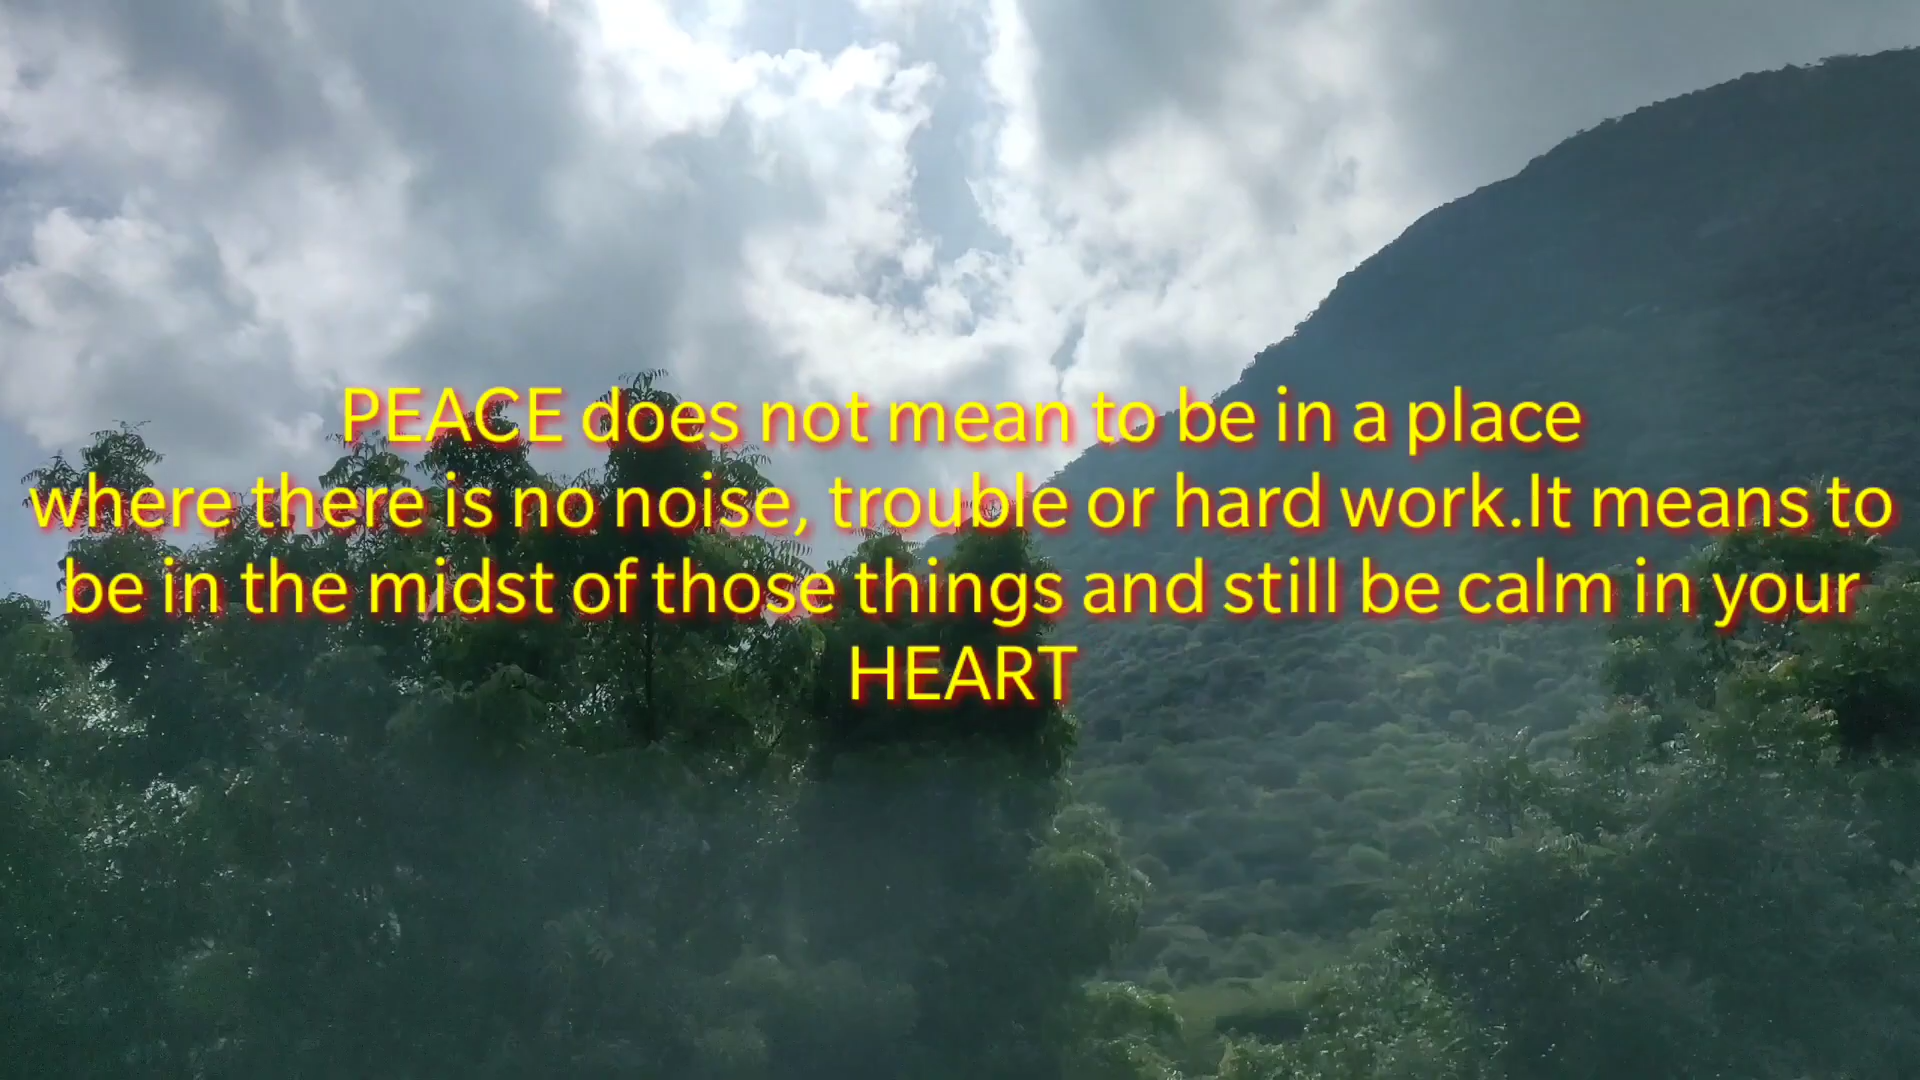 PEACE does not mean to be in a place
where there is no noise, trouble or hard work.It means to
be in the midst of those things and still be calm in your
HEART